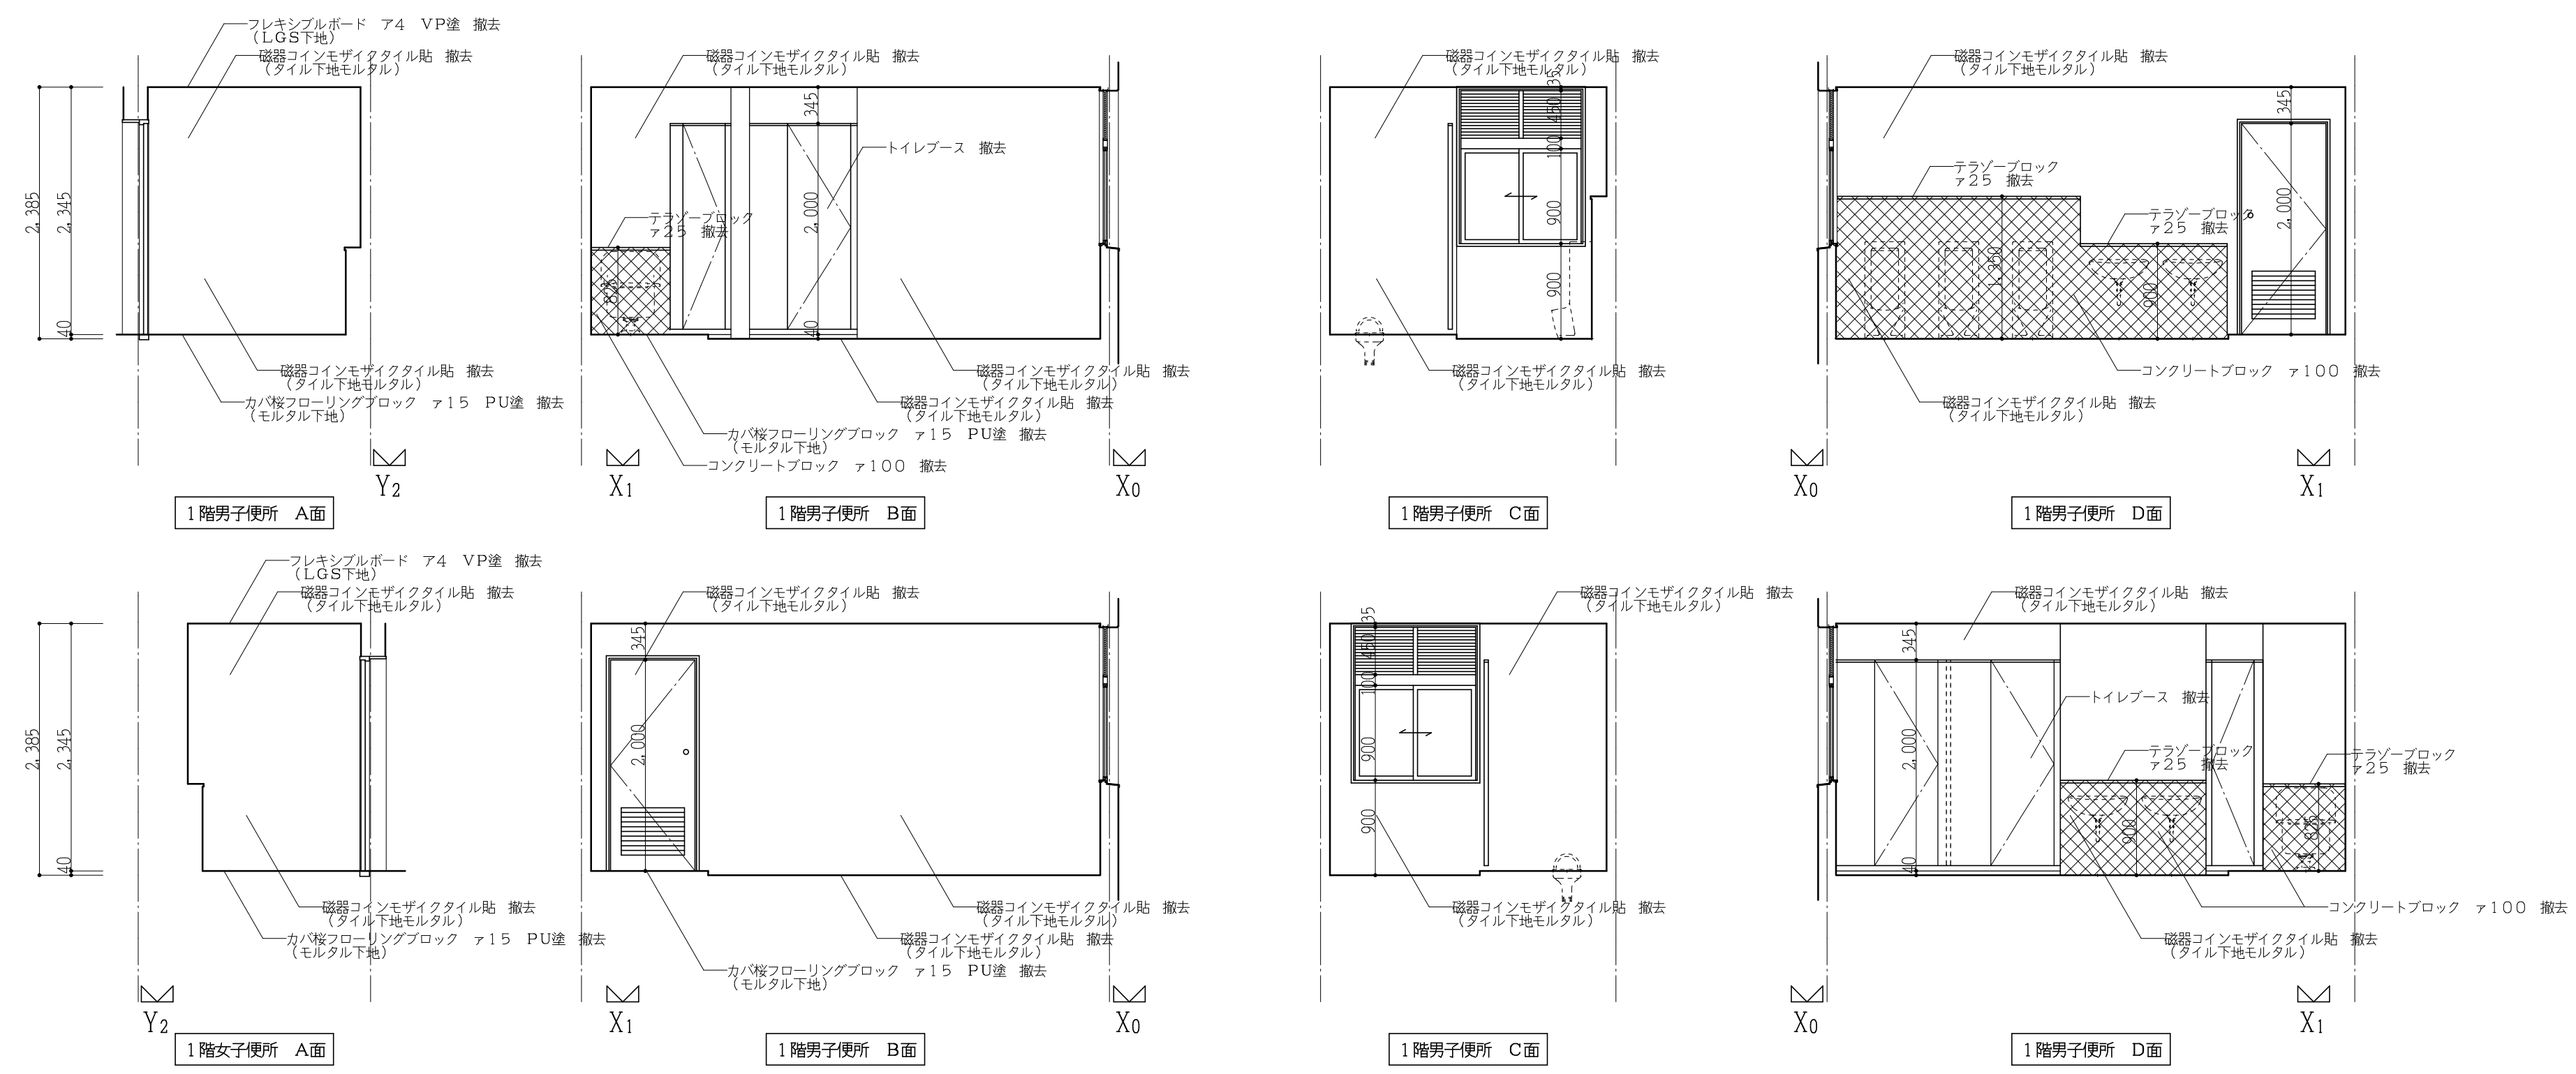 フレキシブルボード　ア4　VP塗　撤去
（LGS下地）
磁器コインモザイクタイル貼　撤去
（タイル下地モルタル）
2,385
2,345
40
磁器コインモザイクタイル貼　撤去
（タイル下地モルタル）
カバ桜フローリングブロック　ァ15　PU塗　撤去
（モルタル下地）
Y2
1階男子便所　A面
磁器コインモザイクタイル貼　撤去
（タイル下地モルタル）
345
トイレブース　撤去
2,000
テラゾーブロック
ァ25　撤去
825
40
磁器コインモザイクタイル貼　撤去
（タイル下地モルタル）
磁器コインモザイクタイル貼　撤去
（タイル下地モルタル）
カバ桜フローリングブロック　ァ15　PU塗　撤去
（モルタル下地）
コンクリートブロック　ァ100　撤去
X1
X0
1階男子便所　B面
磁器コインモザイクタイル貼　撤去
（タイル下地モルタル）
35
450
100
900
900
磁器コインモザイクタイル貼　撤去
（タイル下地モルタル）
1階男子便所　C面
磁器コインモザイクタイル貼　撤去
（タイル下地モルタル）
345
テラゾーブロック
ァ25　撤去
テラゾーブロック
ァ25　撤去
2,000
1,350
900
コンクリートブロック　ァ100　撤去
磁器コインモザイクタイル貼　撤去
（タイル下地モルタル）
X0
X1
1階男子便所　D面
フレキシブルボード　ア4　VP塗　撤去
（LGS下地）
磁器コインモザイクタイル貼　撤去
（タイル下地モルタル）
2,385
2,345
40
磁器コインモザイクタイル貼　撤去
（タイル下地モルタル）
カバ桜フローリングブロック　ァ15　PU塗　撤去
（モルタル下地）
Y2
1階女子便所　A面
磁器コインモザイクタイル貼　撤去
（タイル下地モルタル）
345
2,000
磁器コインモザイクタイル貼　撤去
（タイル下地モルタル）
磁器コインモザイクタイル貼　撤去
（タイル下地モルタル）
カバ桜フローリングブロック　ァ15　PU塗　撤去
（モルタル下地）
X1
X0
1階男子便所　B面
磁器コインモザイクタイル貼　撤去
（タイル下地モルタル）
35
450
100
900
900
磁器コインモザイクタイル貼　撤去
（タイル下地モルタル）
1階男子便所　C面
磁器コインモザイクタイル貼　撤去
（タイル下地モルタル）
345
トイレブース　撤去
2,000
テラゾーブロック
ァ25　撤去
テラゾーブロック
ァ25　撤去
900
825
40
コンクリートブロック　ァ100　撤去
磁器コインモザイクタイル貼　撤去
（タイル下地モルタル）
X0
X1
1階男子便所　D面